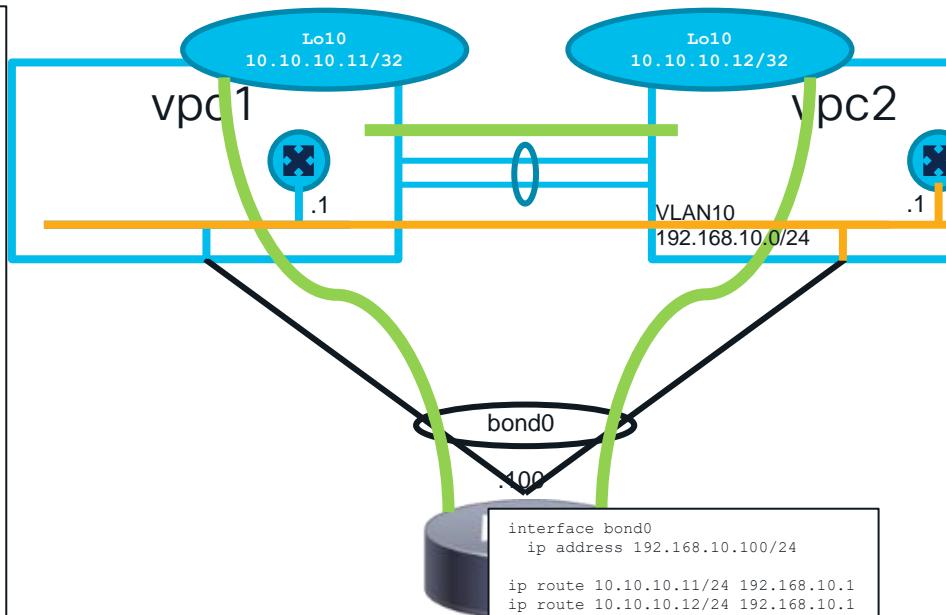 Lo10
10.10.10.11/32
Lo10
10.10.10.12/32
vpc1
vpc2
.1
.1
VLAN10
192.168.10.0/24
bond0
.100
interface bond0
ip address 192.168.10.100/24
ip route 10.10.10.11/24 192.168.10.1
ip route 10.10.10.12/24 192.168.10.1